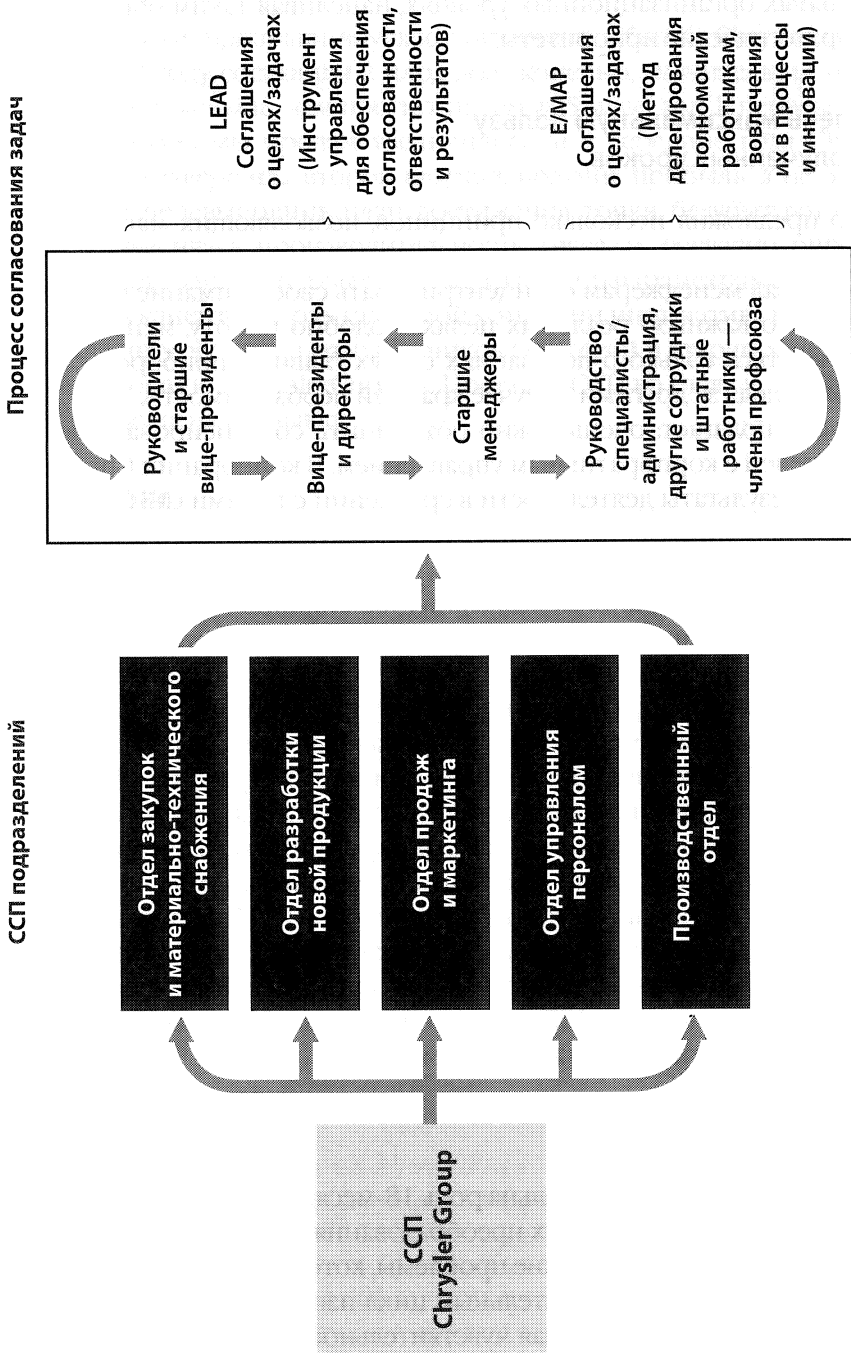 ССП подразделений
Процесс согласования задач
ССП
Chrysler Group
Отдел закупок
и материально-технического
снабжения
Отдел разработки
новой продукции
Отдел продаж
и маркетинга
Отдел управления
персоналом
Производственный
отдел
Руководители
и старшие
вице-президенты
Вице-президенты
и директоры
Старшие
менеджеры
Руководство,
специалисты/
администрация,
другие сотрудники
и штатные
работники —
члены профсоюза
LEAD
Соглашения
о целях/задачах
(Инструмент
управления
для обеспечения
согласованности,
ответственности
и результатов)
E/MAP
Соглашения
о целях/задачах
(Метод
делегирования
полномочий
работникам
вовлечения
их в процессы
и инновации)